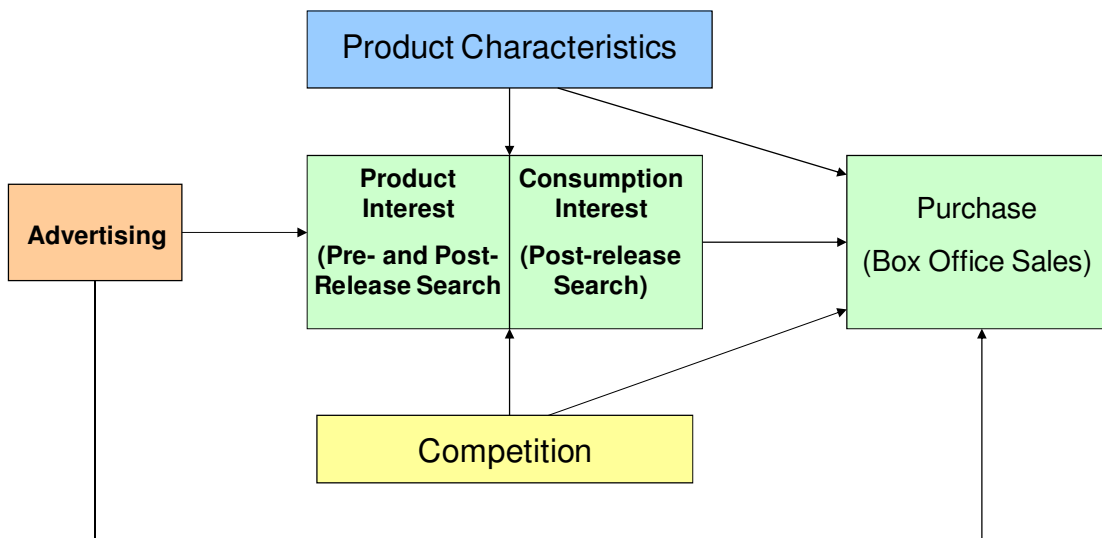 Product Characteristics
Product
Interest
(Pre- and Post-
Release Search
Consumption
Interest
(Post-release
Search)
Advertising
Purchase
(Box Office Sales)
Competition